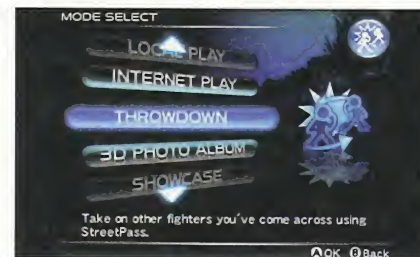 MODE SELECT
LOCAL PLAY
INTERNET PLAY
THROWDOWN
3D PHOTO ALBUM
SHOWCASE
Take on other fighters you've come across using
StreetPass.
A OK B Back